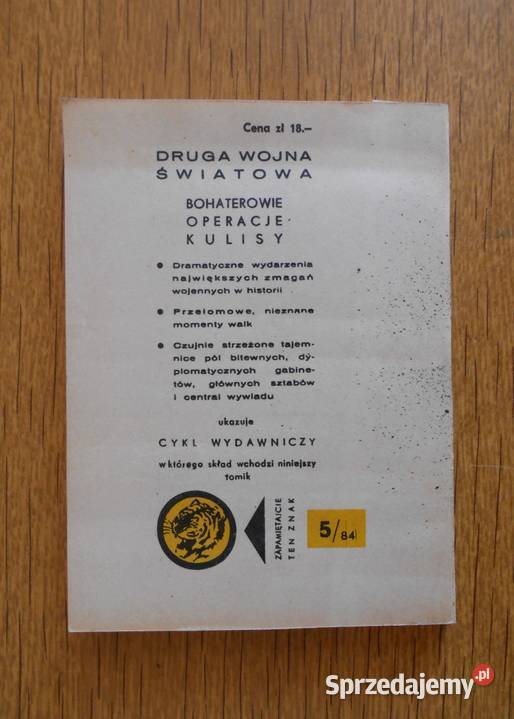 Cena zł 18.—
DRUGA WOJNA
ŚWIATOWA
BOHATEROWIE
OPERACJE
KULISY
● Dramatyczne wydarzenia
największych zmagań
wojennych w historii
● Przełomowe, nieznane
momenty walk
● Czujnie strzeżone tajem-
nice pól bitewnych, dy-
plomatycznych gabine-
tów, głównych sztabów
i central wywiadu
ukazuje
CYKL WYDAWNICZY
w którego skład wchodzi niniejszy
tomik
ZAPAMIĘTAJCIE
TEN ZNAK
5/84
Sprzedajemy.pl